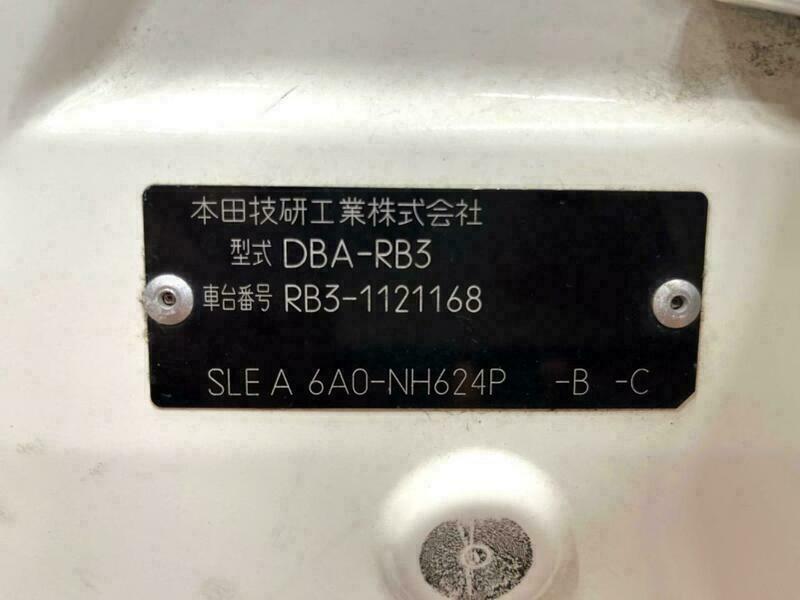 本田技研工業株式会社
型式 DBA-RB3
車台番号 RB3-1121168
SLE A 6A0-NH624P -B -C